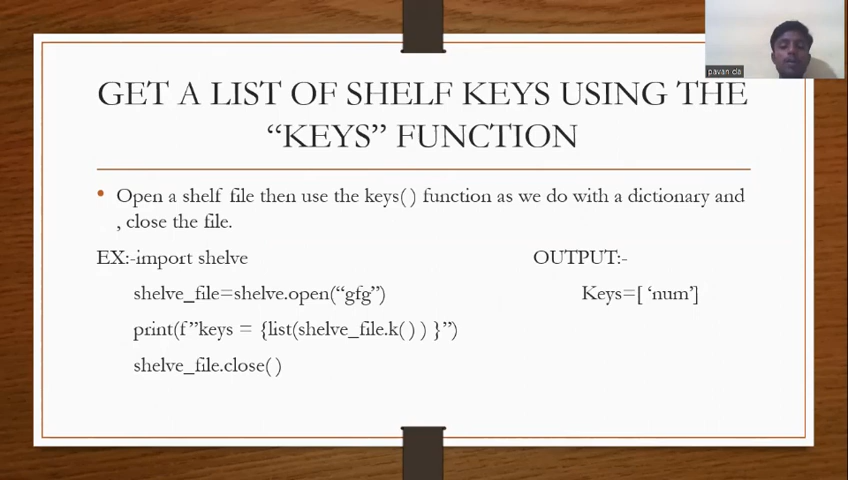 pavan da
GET A LIST OF SHELF KEYS USING THE
“KEYS” FUNCTION
• Open a shelf file then use the keys( ) function as we do with a dictionary and
, close the file.
EX:-import shelve
OUTPUT:-
shelve_file=shelve.open(“gfg”)
Keys=[ ‘num’]
print(f”keys = {list(shelve_file.k( ) ) }”)
shelve_file.close( )